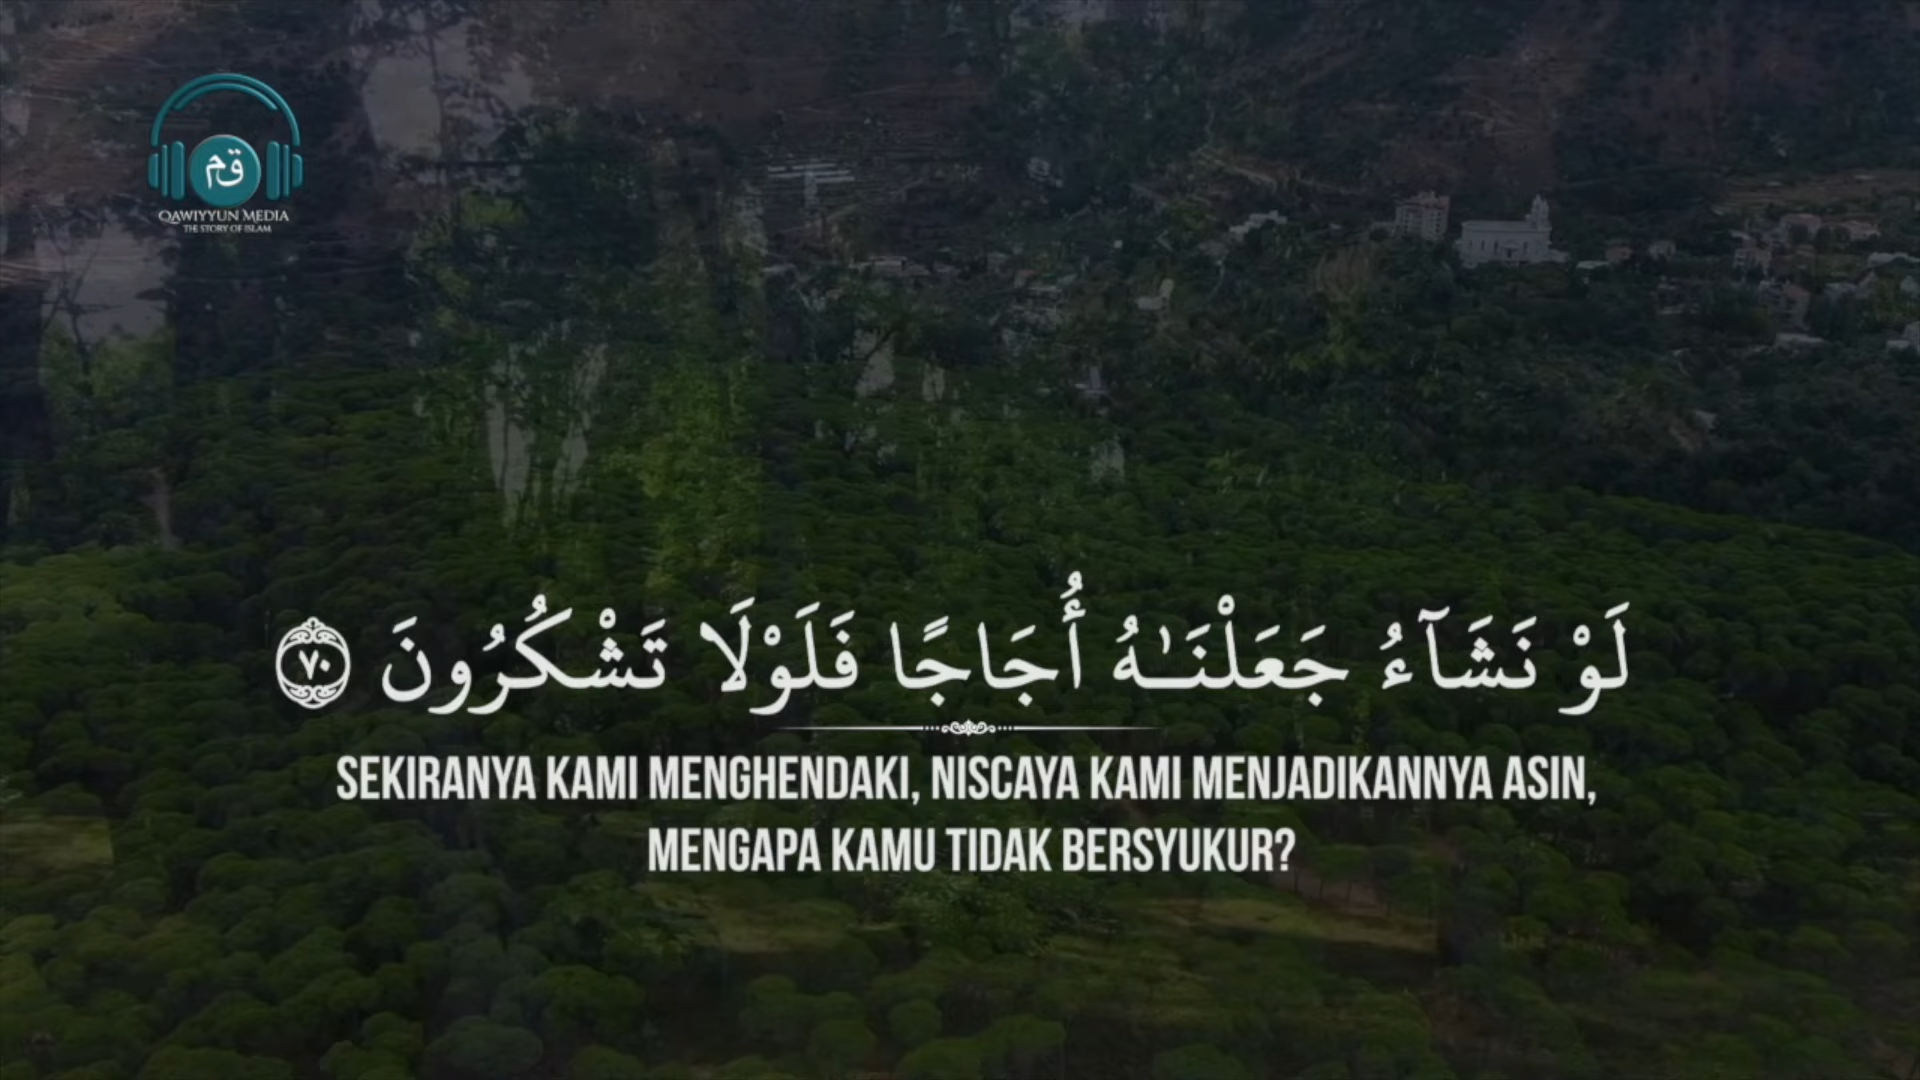 قم
QAWIYYUN MEDIA
THE STORY OF ISLAM
لَوْ نَشَآءُ جَعَلْنَـٰهُ أُجَاجًا فَلَوْلَا تَشْكُرُونَ ٧٠
SEKIRANYA KAMI MENGHENDAKI, NISCAYA KAMI MENJADIKANNYA ASIN,
MENGAPA KAMU TIDAK BERSYUKUR?